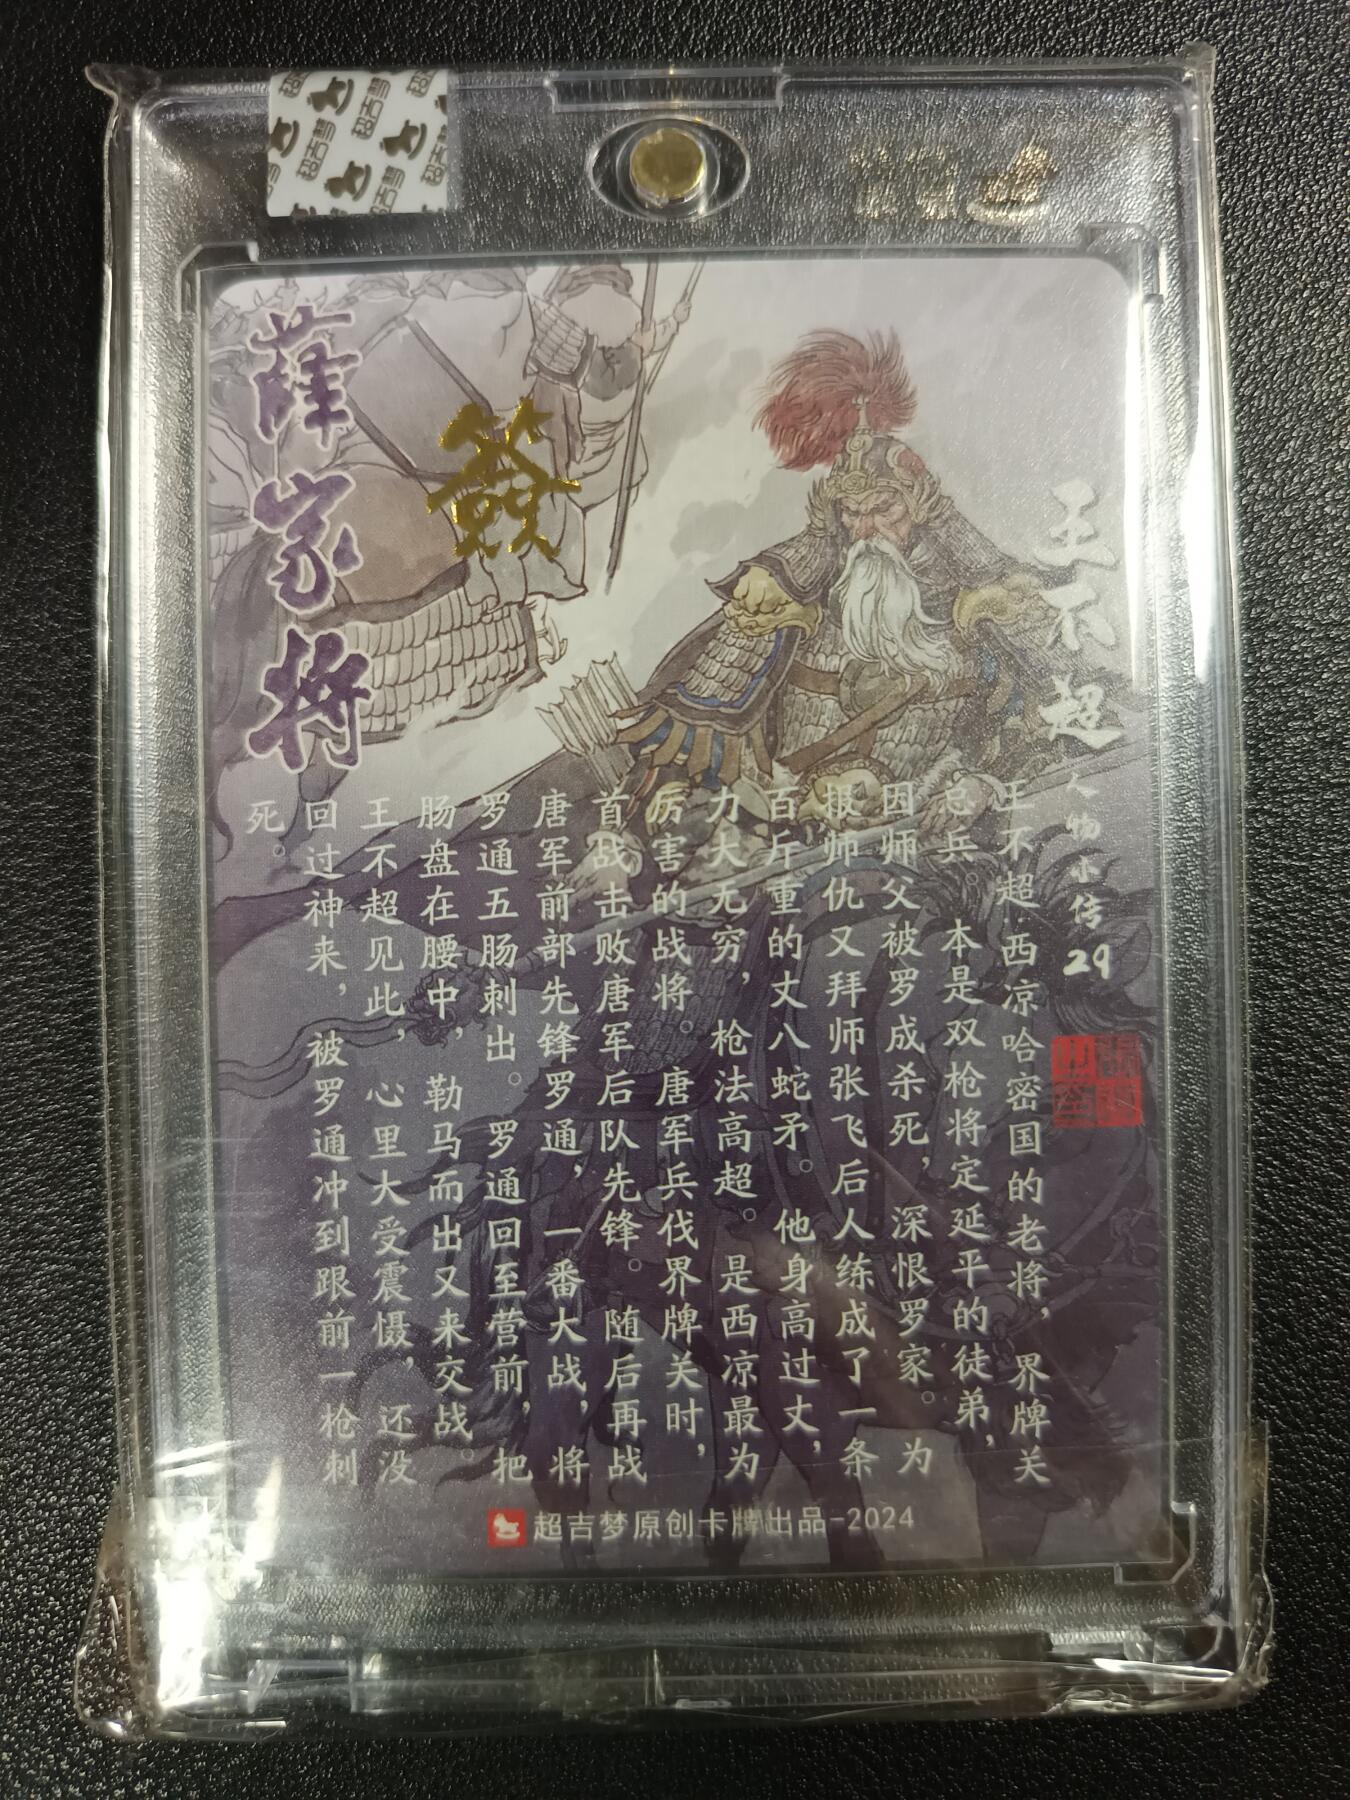 超吉梦
薛家将
签
王不超
人物小传
29
王不超,西凉哈密国的老将,界牌关
总兵。本是双枪将定延平的徒弟,
因师父被罗成杀死,深恨罗家。为
报师仇又拜师张飞后人练成了一条
百斤重的丈八蛇矛。他身高过丈,
力大无穷,枪法高超。是西凉最为
厉害的战将。唐军兵伐界牌关时,
首战击败唐军后队先锋。随后再战
唐军前部先锋罗通,一番大战,将
罗通五肠刺出。罗通回至营前,把
肠盘在腰中,勒马而出又来交战。
王不超见此,心里大受震慑,还没
回过神来,被罗通冲到跟前一枪刺
死。
超吉梦原创卡牌出品-2024